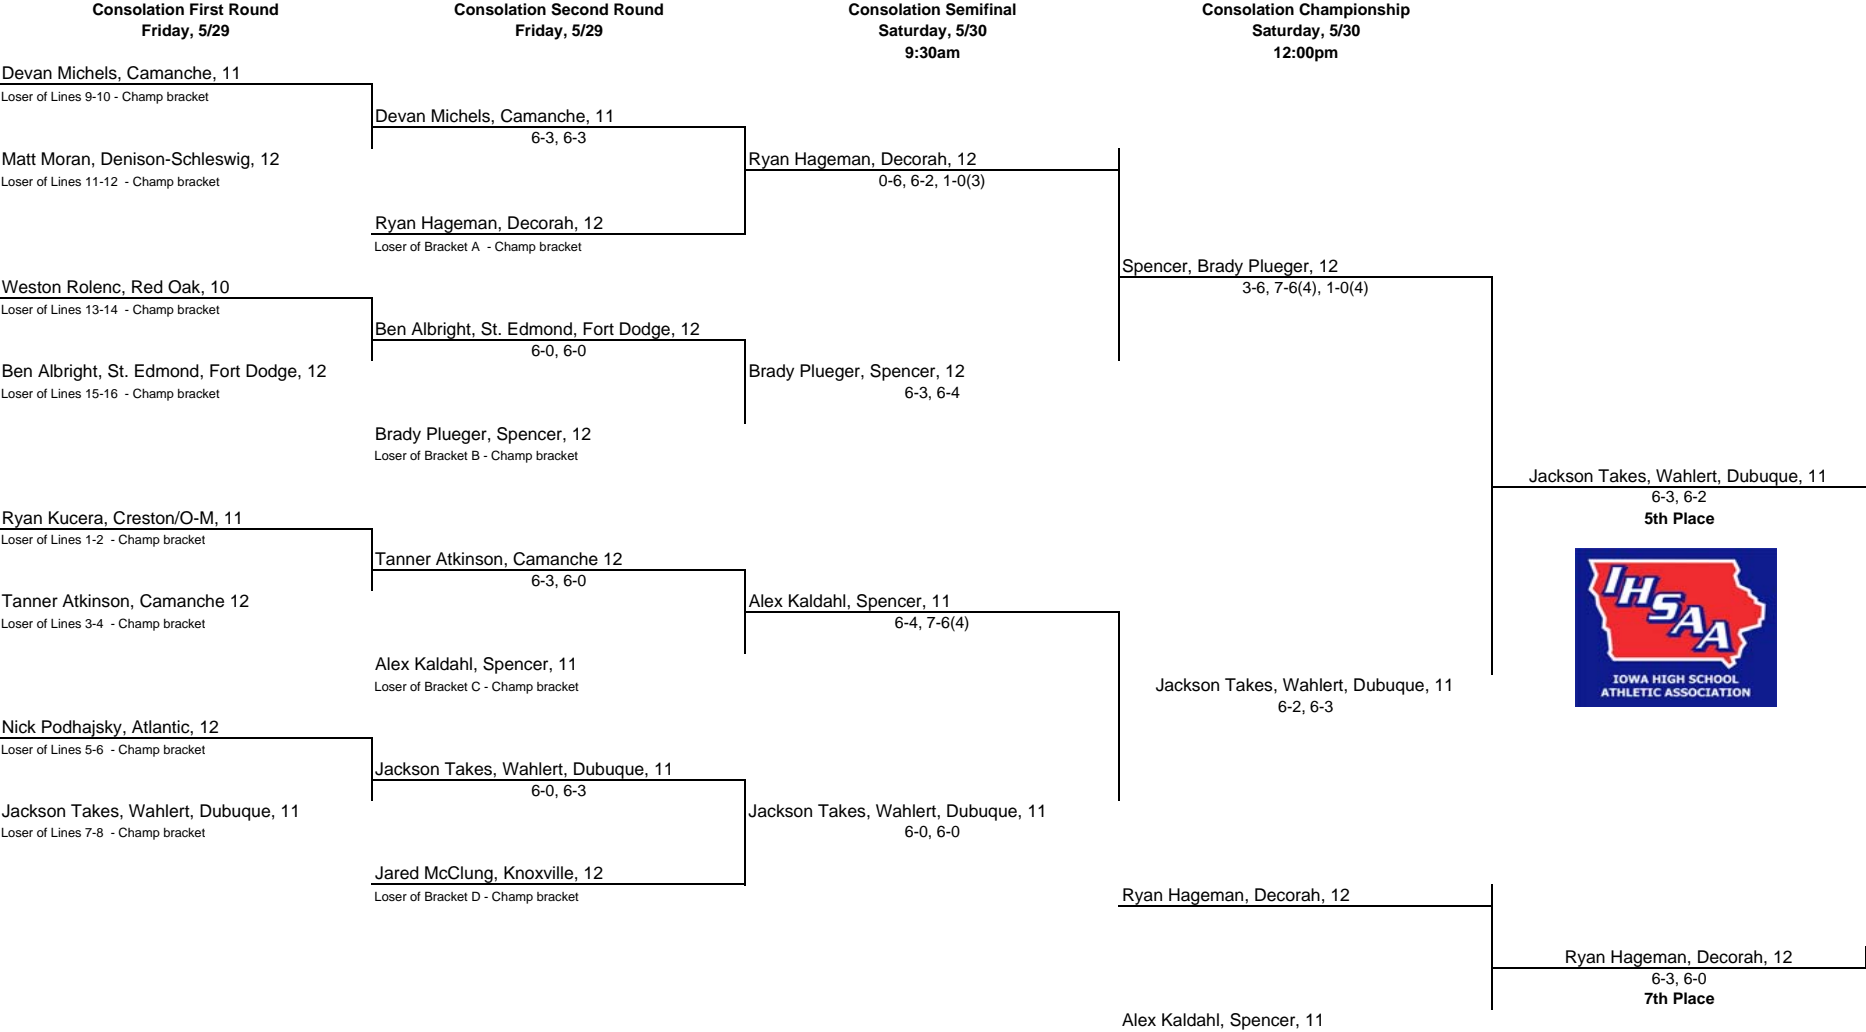 Consolation First Round
Friday, 5/29
Consolation Second Round
Friday, 5/29
Consolation Semifinal
Saturday, 5/30
9:30am
Consolation Championship
Saturday, 5/30
12:00pm
Devan Michels, Camanche, 11
Loser of Lines 9-10 - Champ bracket
Devan Michels, Camanche, 11
6-3, 6-3
Matt Moran, Denison-Schleswig, 12
Loser of Lines 11-12 - Champ bracket
Ryan Hageman, Decorah, 12
0-6, 6-2, 1-0(3)
Ryan Hageman, Decorah, 12
Loser of Bracket A - Champ bracket
Spencer, Brady Plueger, 12
3-6, 7-6(4), 1-0(4)
Weston Rolenc, Red Oak, 10
Loser of Lines 13-14 - Champ bracket
Ben Albright, St. Edmond, Fort Dodge, 12
6-0, 6-0
Ben Albright, St. Edmond, Fort Dodge, 12
Loser of Lines 15-16 - Champ bracket
Brady Plueger, Spencer, 12
6-3, 6-4
Brady Plueger, Spencer, 12
Loser of Bracket B - Champ bracket
Jackson Takes, Wahlert, Dubuque, 11
6-3, 6-2
5th Place
Ryan Kucera, Creston/O-M, 11
Loser of Lines 1-2 - Champ bracket
Tanner Atkinson, Camanche 12
6-3, 6-0
Tanner Atkinson, Camanche 12
Loser of Lines 3-4 - Champ bracket
Alex Kaldahl, Spencer, 11
6-4, 7-6(4)
IHSAA
IOWA HIGH SCHOOL
ATHLETIC ASSOCIATION
Alex Kaldahl, Spencer, 11
Loser of Bracket C - Champ bracket
Jackson Takes, Wahlert, Dubuque, 11
6-2, 6-3
Nick Podhajsky, Atlantic, 12
Loser of Lines 5-6 - Champ bracket
Jackson Takes, Wahlert, Dubuque, 11
6-0, 6-3
Jackson Takes, Wahlert, Dubuque, 11
Loser of Lines 7-8 - Champ bracket
Jackson Takes, Wahlert, Dubuque, 11
6-0, 6-0
Jared McClung, Knoxville, 12
Loser of Bracket D - Champ bracket
Ryan Hageman, Decorah, 12
Ryan Hageman, Decorah, 12
6-3, 6-0
7th Place
Alex Kaldahl, Spencer, 11